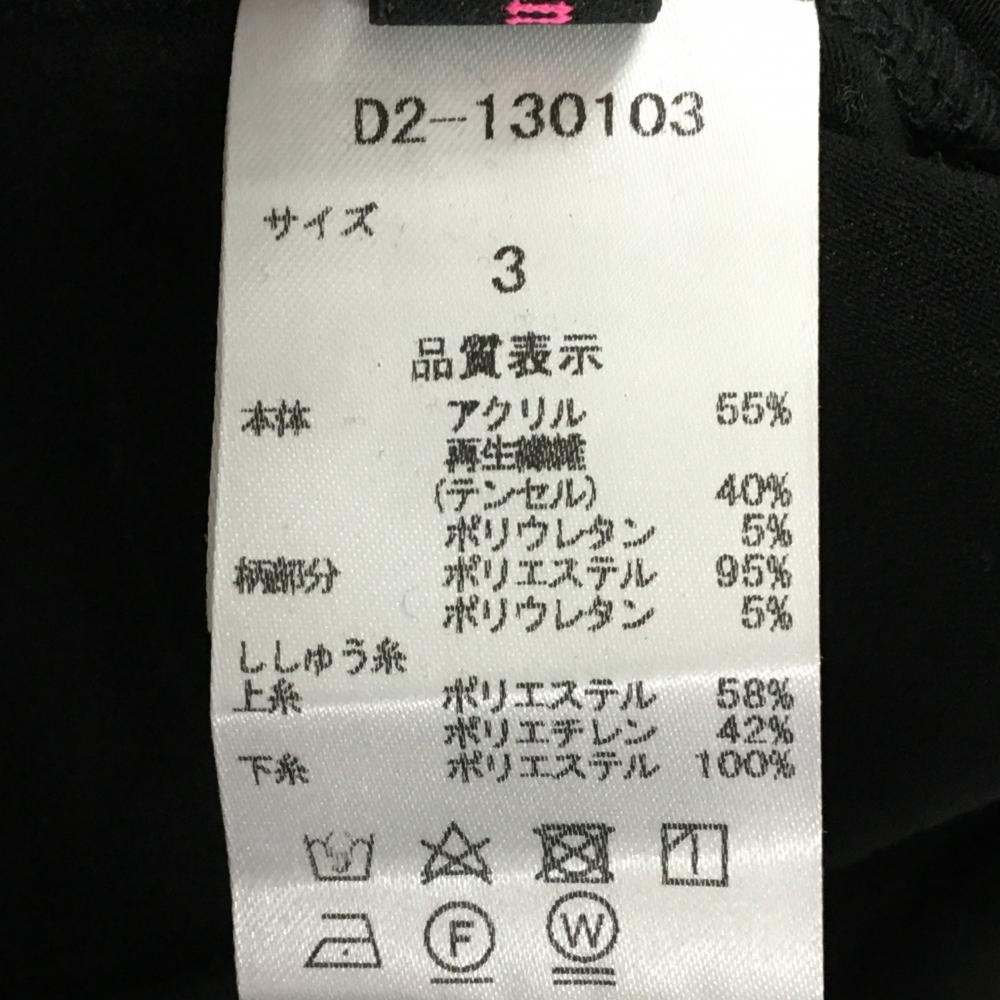 D2-130103
サイズ
3
品質表示
本体 アクリル 55%
再生繊維
(テンセル) 40%
ポリウレタン 5%
柄部分 ポリエステル 95%
ポリウレタン 5%
ししゅう糸
上糸 ポリエステル 58%
ポリエチレン 42%
下糸 ポリエステル 100%
F W